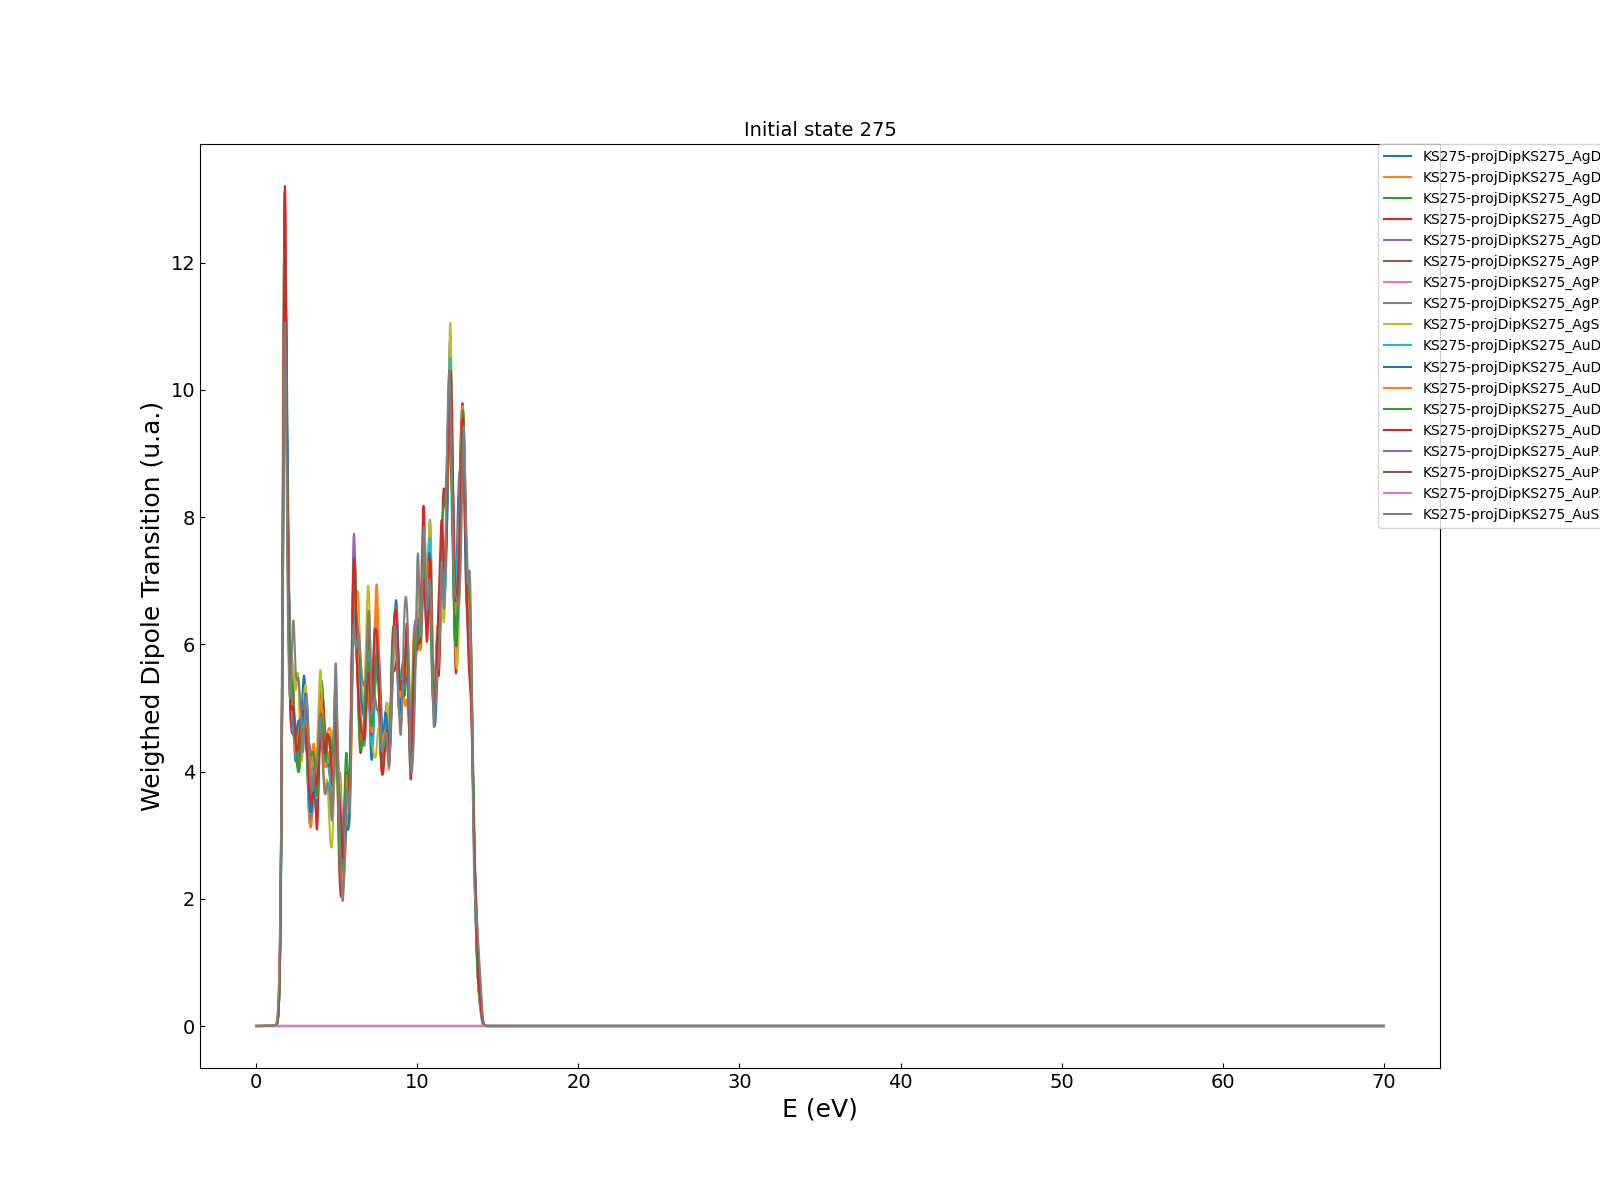 Initial state 275
Weigthed Dipole Transition (u.a.)
12
10
8
6
4
2
0
0 10 20 30 40 50 60 70
E (eV)
KS275-projDipKS275_AgD
KS275-projDipKS275_AgD
KS275-projDipKS275_AgD
KS275-projDipKS275_AgD
KS275-projDipKS275_AgD
KS275-projDipKS275_AgP
KS275-projDipKS275_AgP
KS275-projDipKS275_AgP
KS275-projDipKS275_AgS
KS275-projDipKS275_AuD
KS275-projDipKS275_AuD
KS275-projDipKS275_AuD
KS275-projDipKS275_AuD
KS275-projDipKS275_AuD
KS275-projDipKS275_AuP
KS275-projDipKS275_AuP
KS275-projDipKS275_AuP
KS275-projDipKS275_AuS